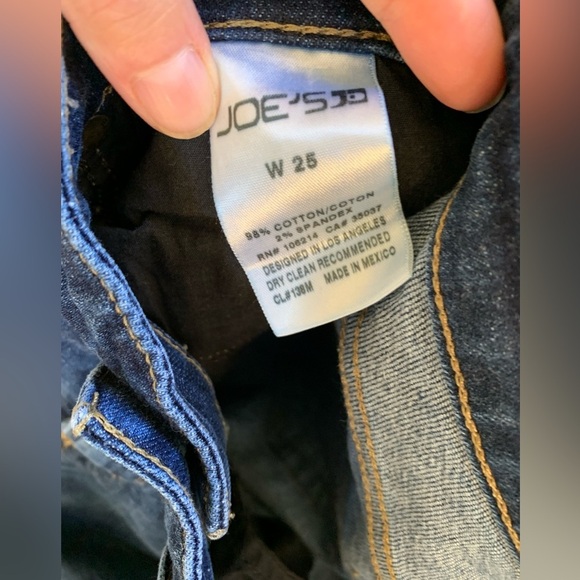 JOE'S
W 25
98% COTTON/COTON
2% SPANDEX
RN# 106214 CA# 35037
DESIGNED IN LOS ANGELES
DRY CLEAN RECOMMENDED
CL#138M MADE IN MEXICO